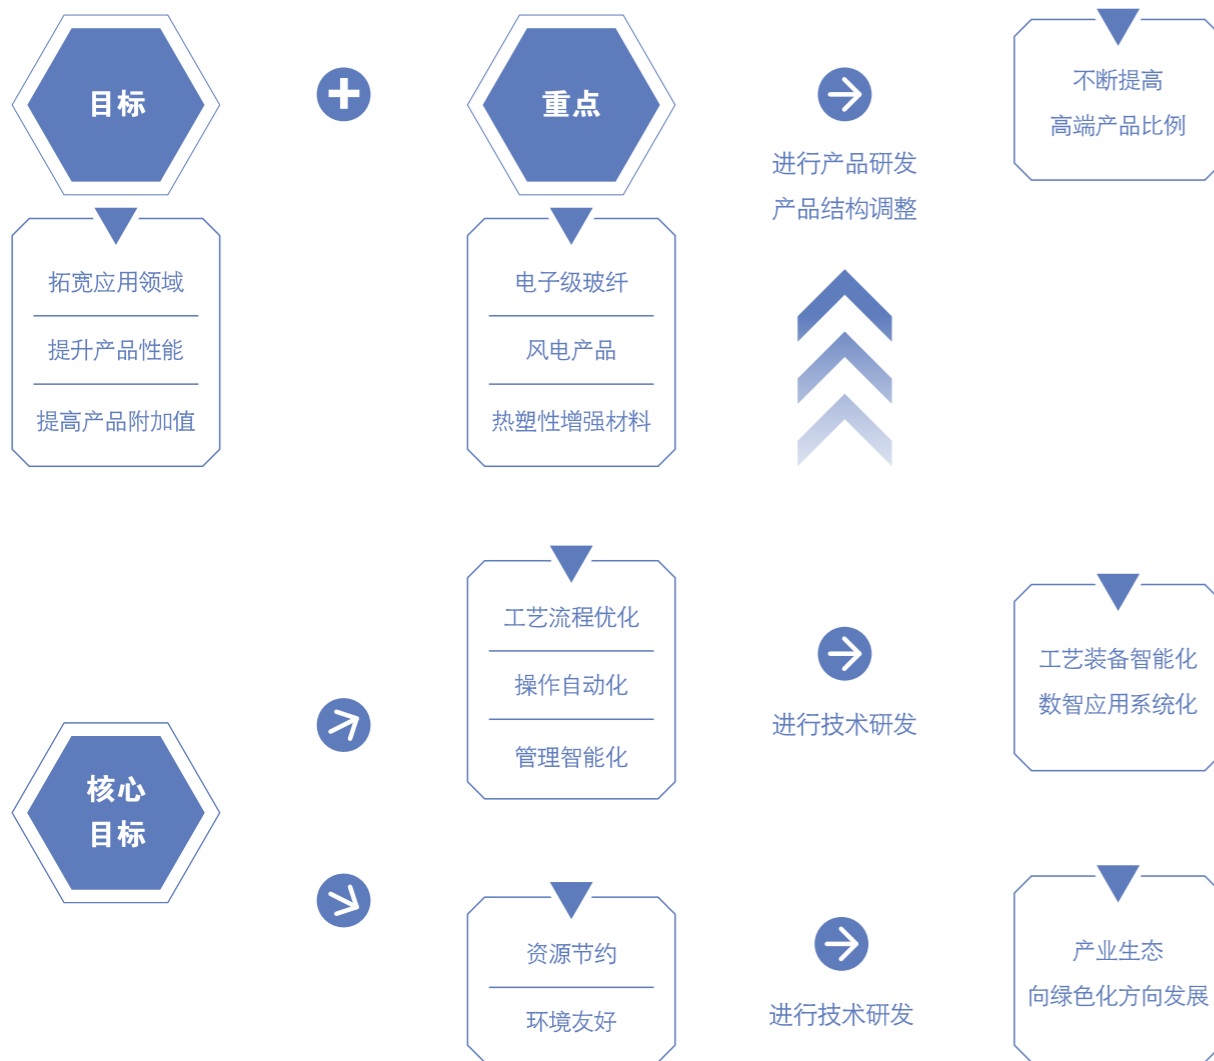 目标
重点
进行产品研发
产品结构调整
不断提高
高端产品比例
拓宽应用领域
提升产品性能
提高产品附加值
电子级玻纤
风电产品
热塑性增强材料
核心
目标
工艺流程优化
操作自动化
管理智能化
进行技术研发
工艺装备智能化
数智应用系统化
资源节约
环境友好
进行技术研发
产业生态
向绿色化方向发展